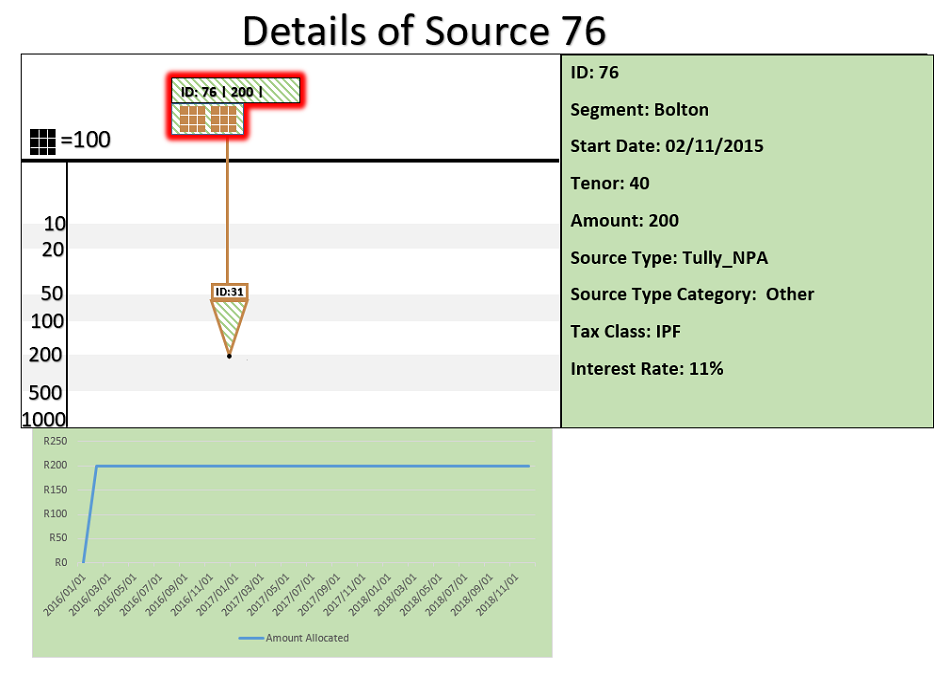 Details of Source 76
ID: 76 | 200 |
=100
10
20
50
100
200
500
1000
ID:31
ID: 76
Segment: Bolton
Start Date: 02/11/2015
Tenor: 40
Amount: 200
Source Type: Tully_NPA
Source Type Category:  Other
Tax Class: IPF
Interest Rate: 11%
R250
R200
R150
R100
R50
R0
2016/01/01
2016/03/01
2016/05/01
2016/07/01
2016/09/01
2016/11/01
2017/01/01
2017/03/01
2017/05/01
2017/07/01
2017/09/01
2017/11/01
2018/01/01
2018/03/01
2018/05/01
2018/07/01
2018/09/01
2018/11/01
Amount Allocated